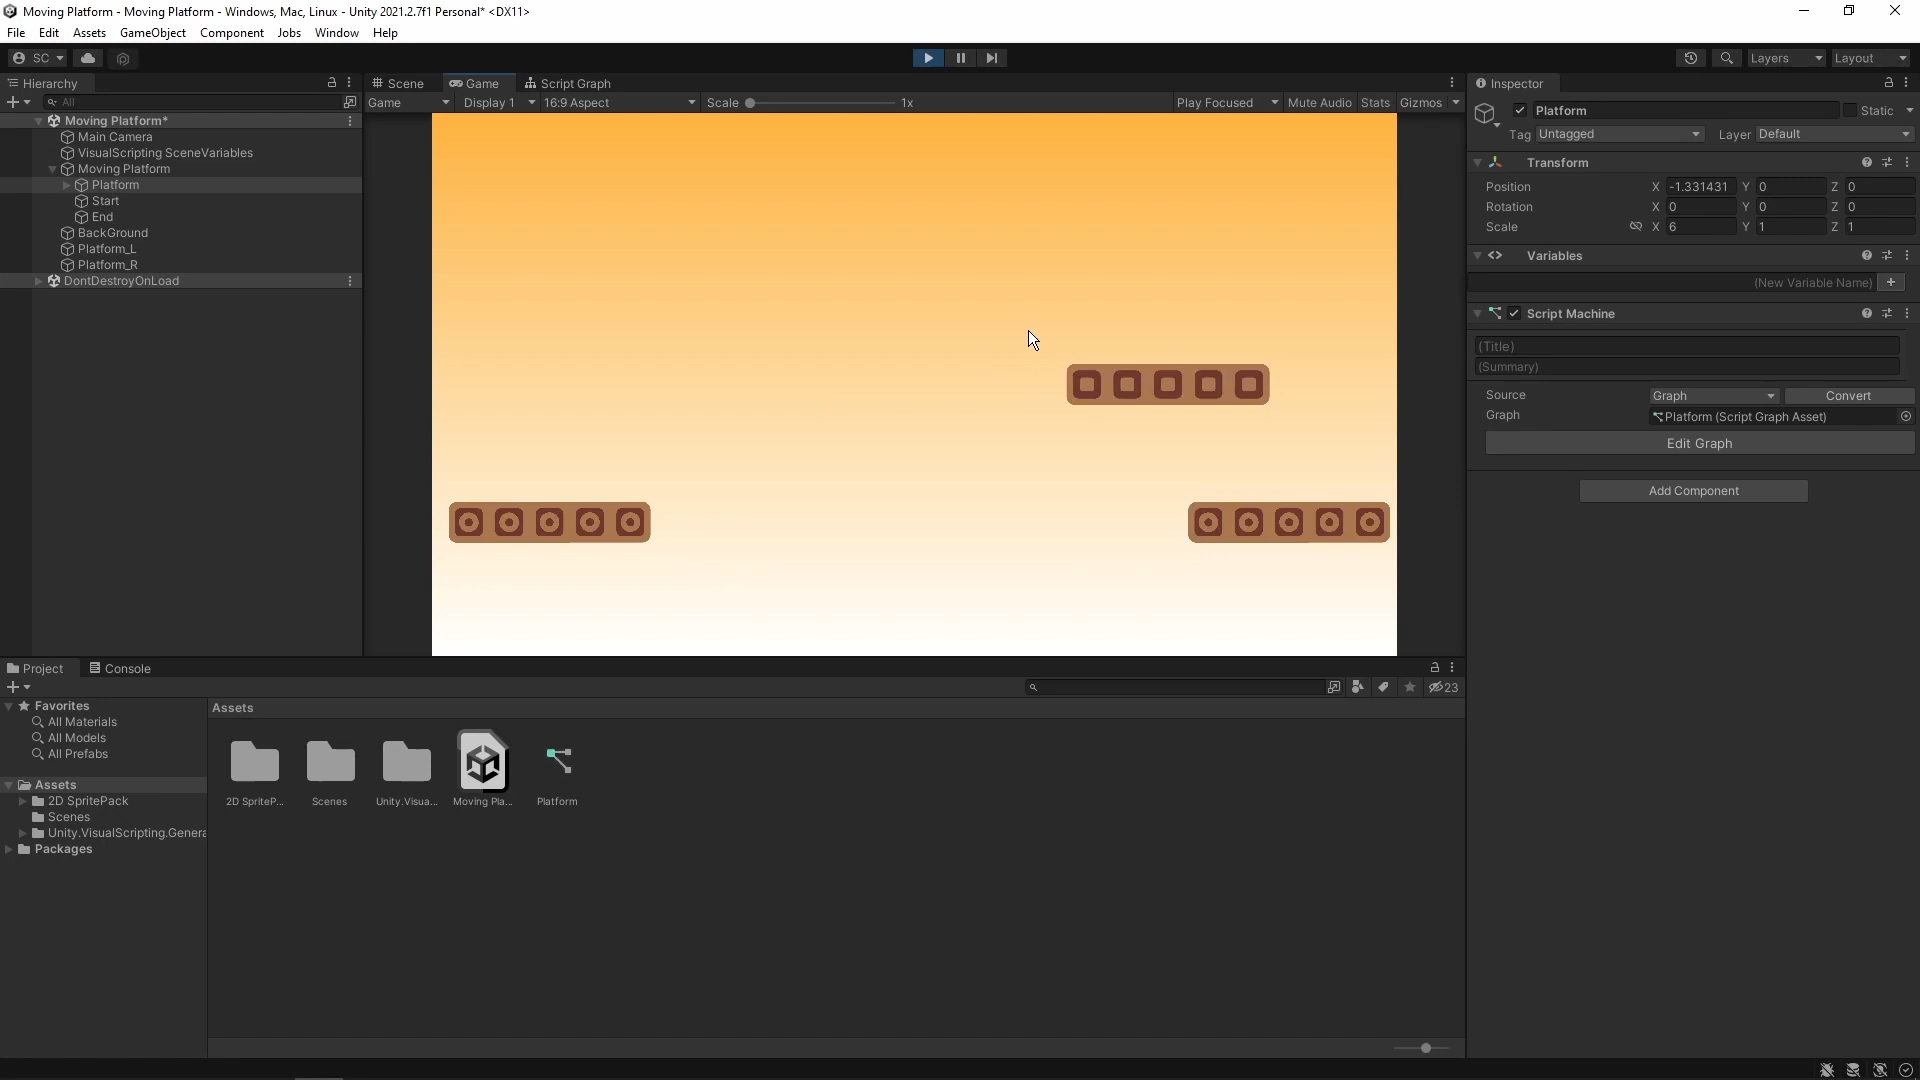 Moving Platform - Moving Platform - Windows, Mac, Linux - Unity 2021.2.7f1 Personal* <DX11>
File Edit Assets GameObject Component Jobs Window Help
SC
Layers Layout
Hierarchy
All
Moving Platform*
Main Camera
VisualScripting SceneVariables
Moving Platform
Platform
Start
End
BackGround
Platform_L
Platform_R
DontDestroyOnLoad
Scene Game Script Graph
Game Display 1 16:9 Aspect Scale 1x Play Focused Mute Audio Stats Gizmos
Inspector
Platform Static
Tag Untagged Layer Default
Transform
Position X -1.331431 Y 0 Z 0
Rotation X 0 Y 0 Z 0
Scale X 6 Y 1 Z 1
Variables
(New Variable Name)
Script Machine
(Title)
(Summary)
Source Graph Convert
Graph Platform (Script Graph Asset)
Edit Graph
Add Component
Project Console
23
Favorites
All Materials
All Models
All Prefabs
Assets
2D SpritePack
Scenes
Unity.VisualScripting.Genera
Packages
Assets
2D SpriteP... Scenes Unity.Visua... Moving Pla... Platform